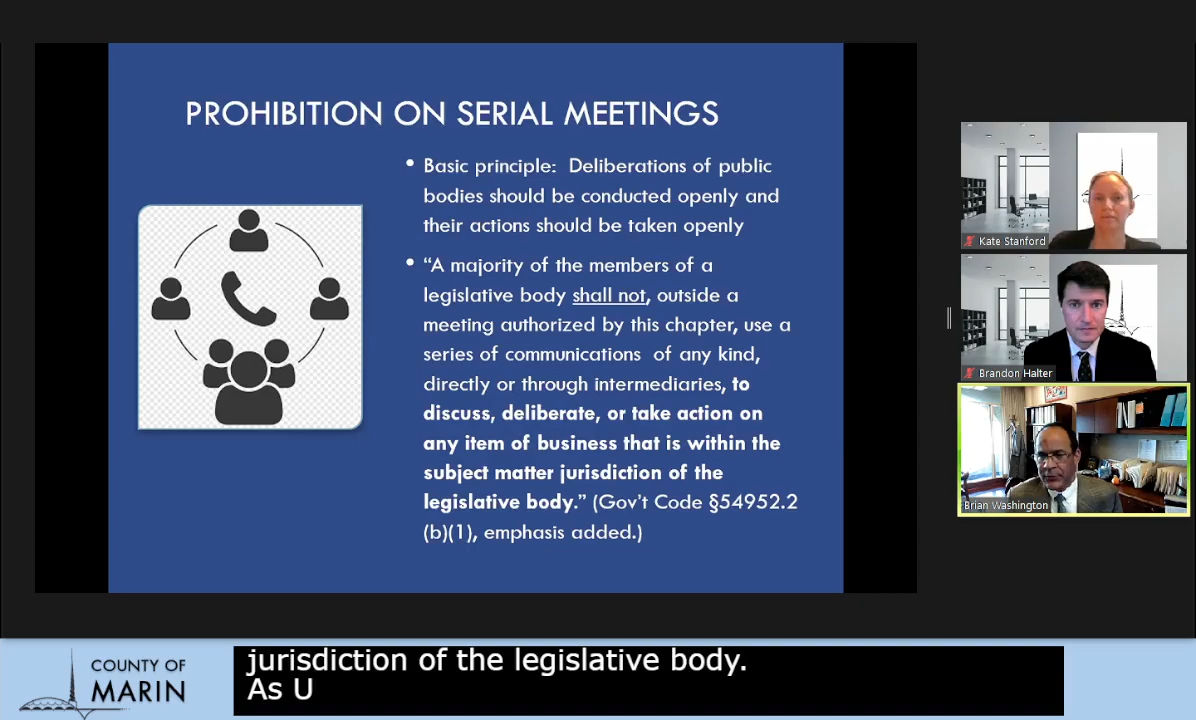 PROHIBITION ON SERIAL MEETINGS
• Basic principle:  Deliberations of public
bodies should be conducted openly and
their actions should be taken openly
• “A majority of the members of a
legislative body shall not, outside a
meeting authorized by this chapter, use a
series of communications  of any kind,
directly or through intermediaries, to
discuss, deliberate, or take action on
any item of business that is within the
subject matter jurisdiction of the
legislative body.” (Gov’t Code §54952.2
(b)(1), emphasis added.)
Kate Stanford
Brandon Halter
Brian Washington
COUNTY OF
MARIN
jurisdiction of the legislative body.
As U